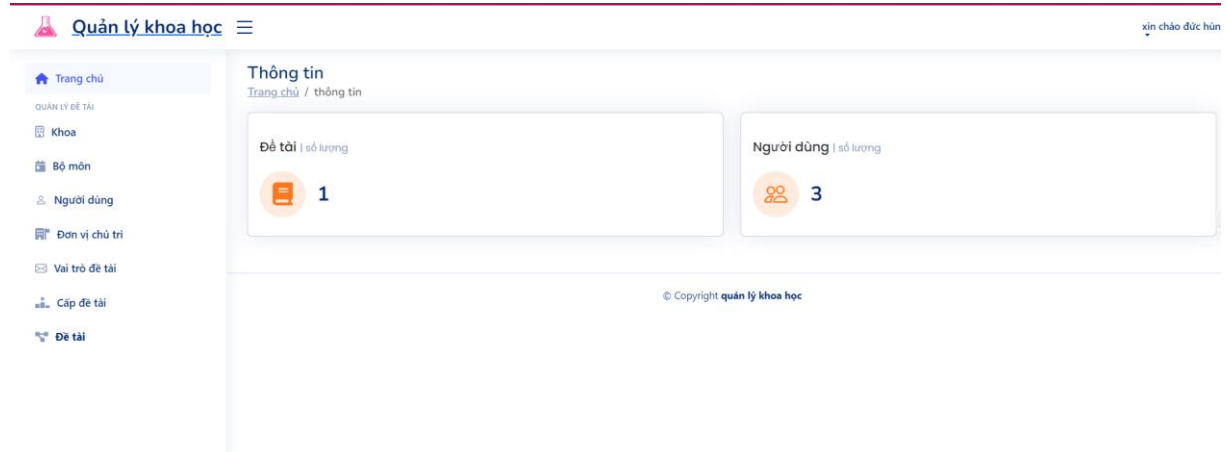 Quản lý khoa học
xin chào đức hùn
Trang chủ
QUẢN LÝ ĐỀ TÀI
Khoa
Bộ môn
Người dùng
Đơn vị chủ trì
Vai trò đề tài
Cấp đề tài
Đề tài
Thông tin
Trang chủ / thông tin
Đề tài | số lượng
1
Người dùng | số lượng
3
© Copyright quản lý khoa học